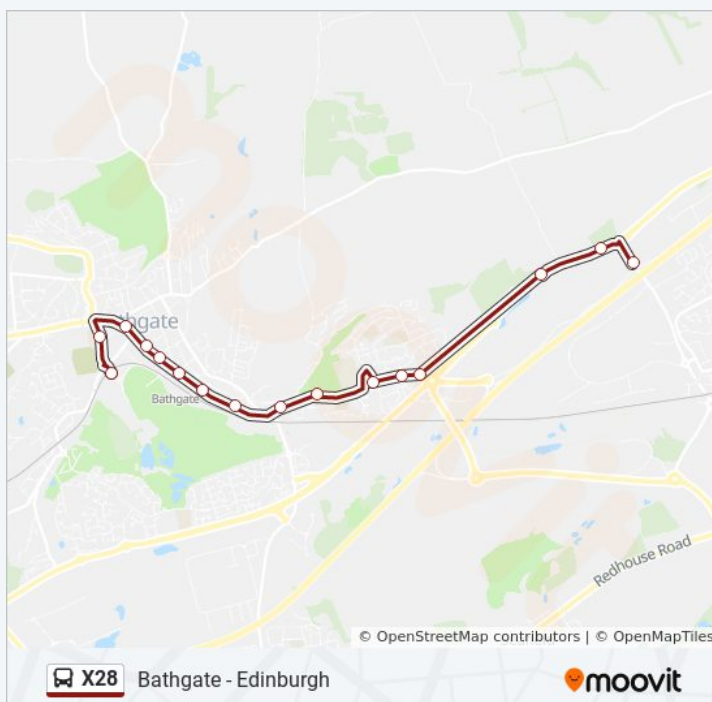 Bathgate
Bathgate
Redhouse Road
© OpenStreetMap contributors | © OpenMapTiles
X28 Bathgate - Edinburgh
moovit